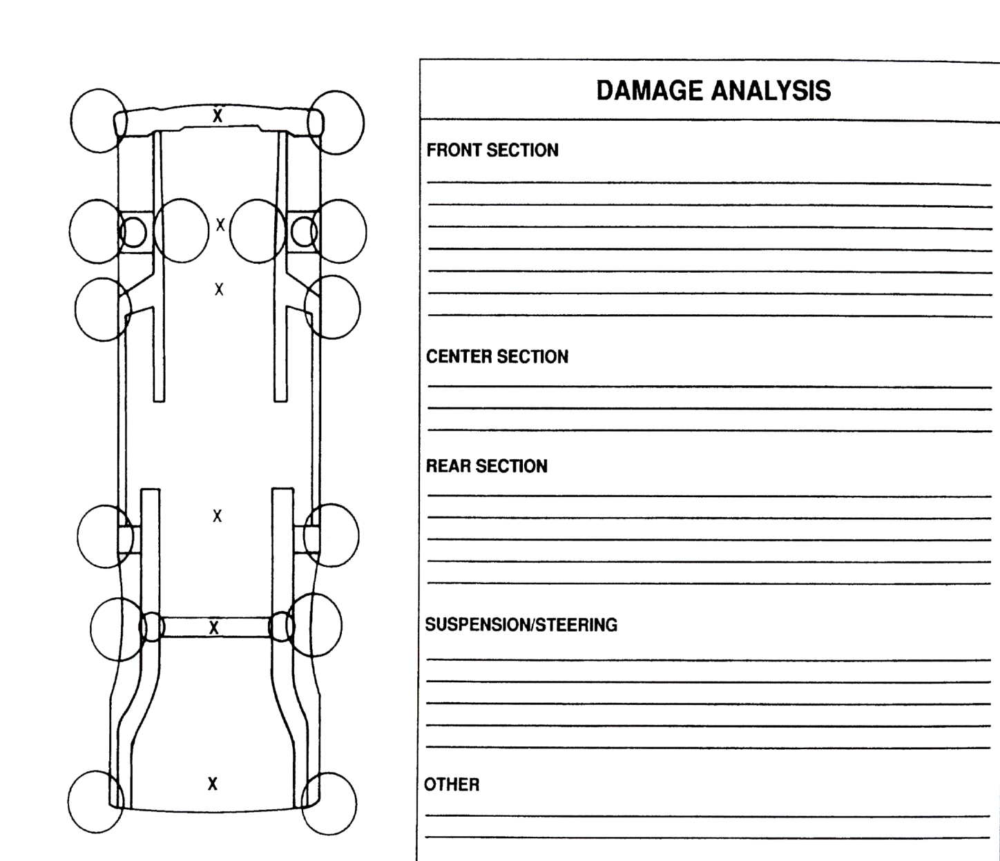 DAMAGE ANALYSIS
FRONT SECTION
CENTER SECTION
REAR SECTION
SUSPENSION/STEERING
OTHER
X
X
X
X
X
X